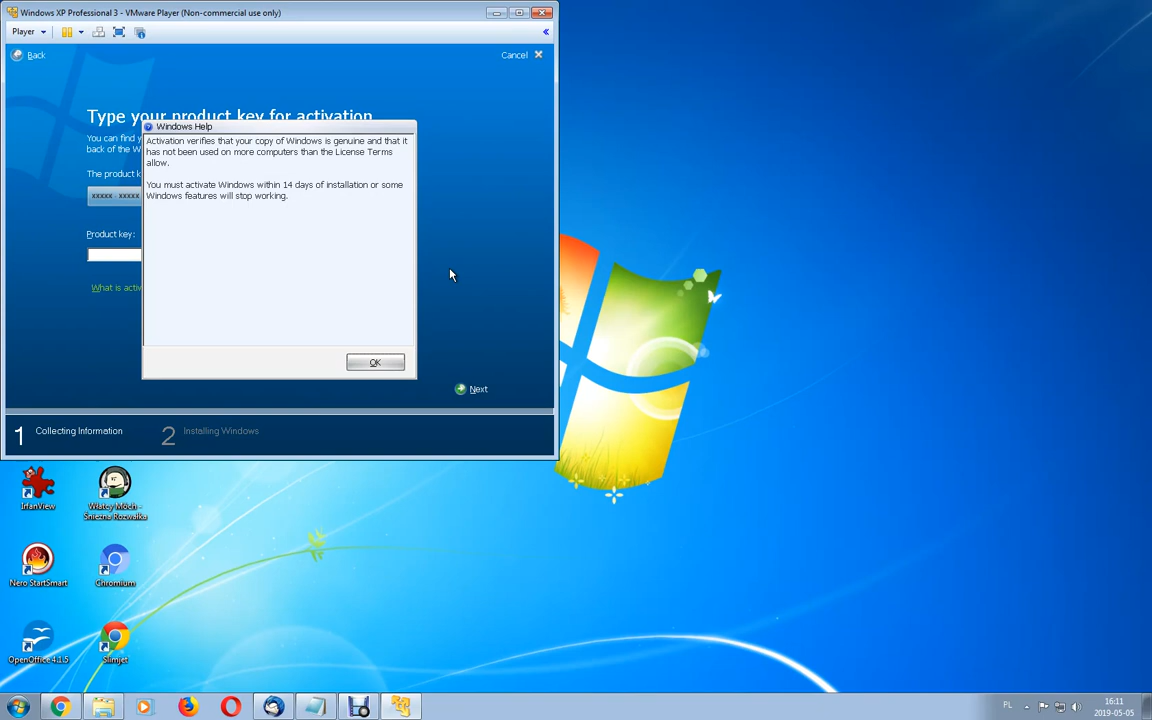 Windows XP Professional 3 - VMware Player (Non-commercial use only)
Player
Back
Cancel
Type your product key for activation
You can find y
back of the W
The product k
xxxxx - xxxxx
Product key:
What is activ
Windows Help
Activation verifies that your copy of Windows is genuine and that it
has not been used on more computers than the License Terms
allow.
You must activate Windows within 14 days of installation or some
Windows features will stop working.
OK
Next
1 Collecting Information
2 Installing Windows
IrfanView
Włatcy Móch -
Śnieżna Rozwałka
Nero StartSmart
Chromium
OpenOffice 4.1.5
Slimjet
PL
16:11
2019-05-05